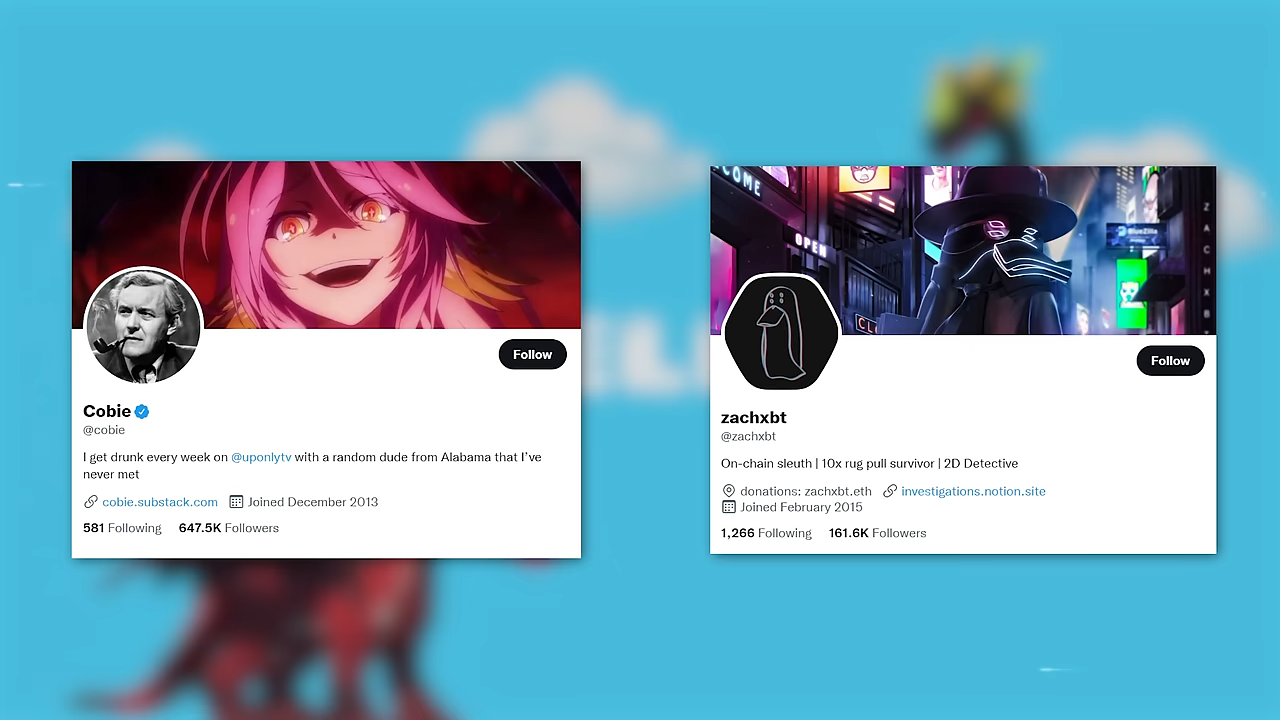 Follow
Cobie
@cobie
I get drunk every week on @uponlytv with a random dude from Alabama that I've
never met
cobie.substack.com Joined December 2013
581 Following 647.5K Followers
COME
OPEN
BlueZilla
ZACHXB
Follow
zachxbt
@zachxbt
On-chain sleuth | 10x rug pull survivor | 2D Detective
donations: zachxbt.eth investigations.notion.site
Joined February 2015
1,266 Following 161.6K Followers